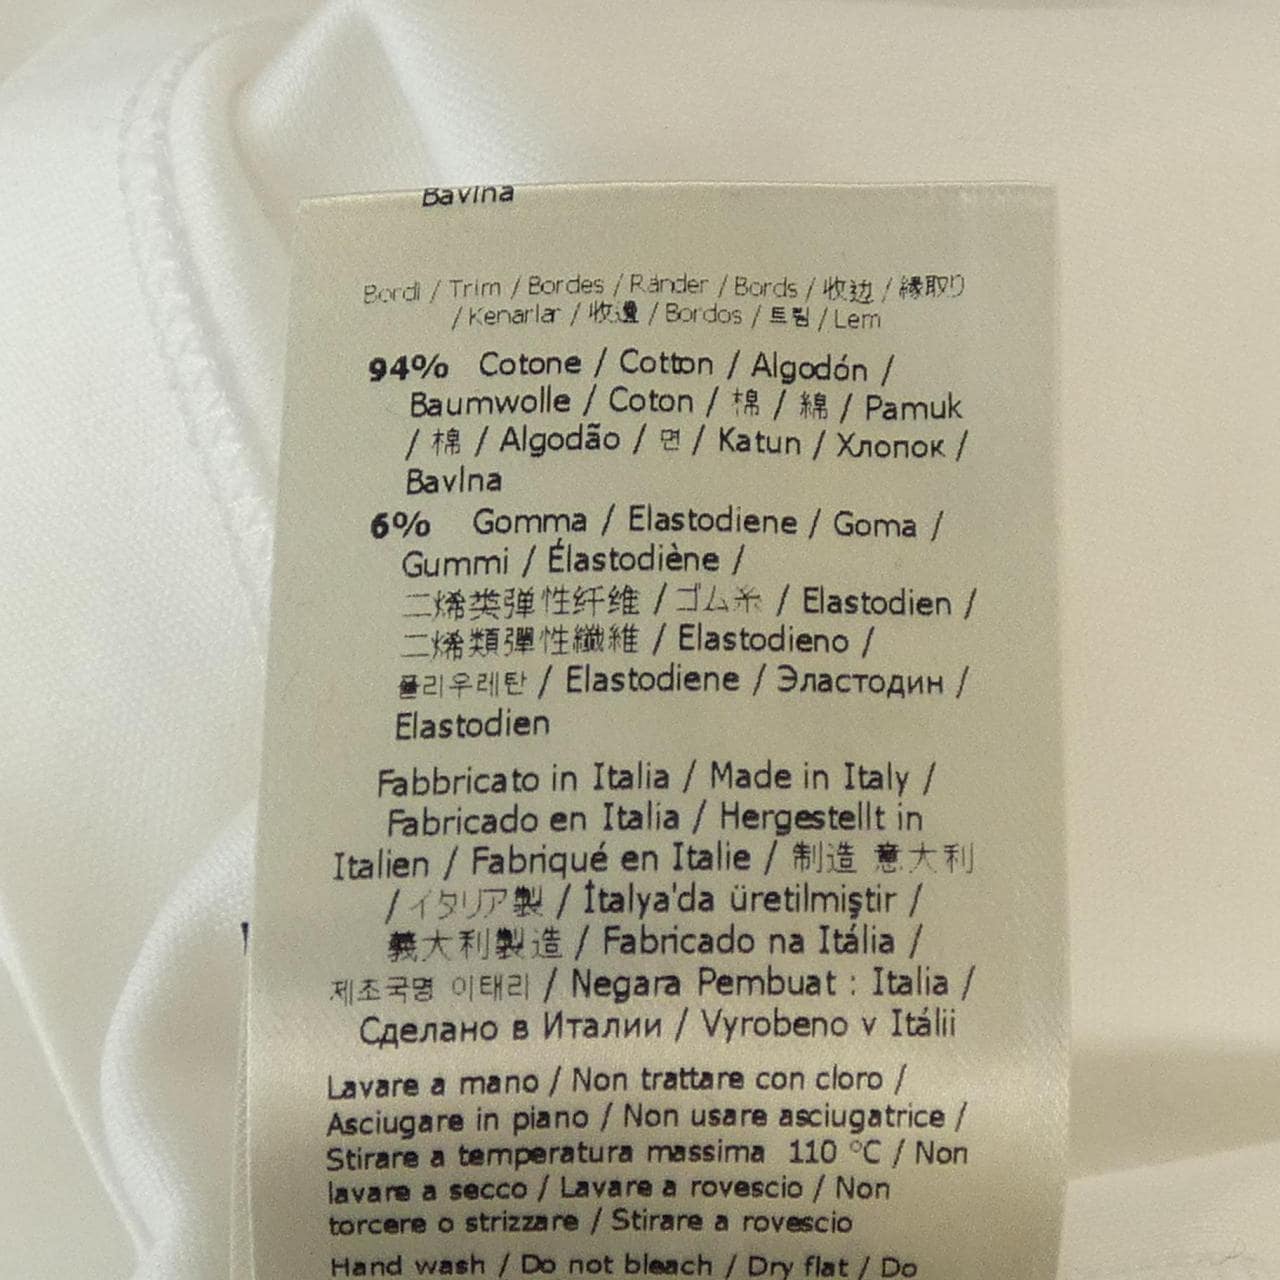 Bavlna
Bordi / Trim / Bordes / Ränder / Bords / 收边 / 縁取り
/ Kenarlar / 收邊 / Bordos / 트림 / Lem
94% Cotone / Cotton / Algodón /
Baumwolle / Coton / 棉 / 綿 / Pamuk
/ 棉 / Algodão / 면 / Katun / Хлопок /
Bavlna
6% Gomma / Elastodiene / Goma /
Gummi / Élastodiène /
二烯类弹性纤维 / ゴム糸 / Elastodien /
二烯類彈性纖維 / Elastodieno /
폴리우레탄 / Elastodiene / Эластодин /
Elastodien
Fabbricato in Italia / Made in Italy /
Fabricado en Italia / Hergestellt in
Italien / Fabriqué en Italie / 制造 意大利
/ イタリア製 / İtalya'da üretilmiştir /
義大利製造 / Fabricado na Itália /
제조국명 이태리 / Negara Pembuat : Italia /
Сделано в Италии / Vyrobeno v Itálii
Lavare a mano / Non trattare con cloro /
Asciugare in piano / Non usare asciugatrice /
Stirare a temperatura massima 110 °C / Non
lavare a secco / Lavare a rovescio / Non
torcere o strizzare / Stirare a rovescio
Hand wash / Do not bleach / Dry flat / Do